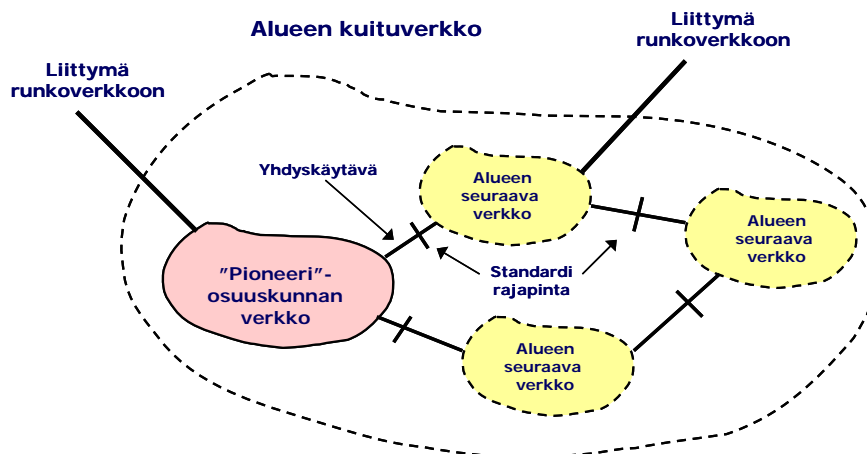 Alueen kuituverkko
Liittymä
runkoverkkoon
Liittymä
runkoverkkoon
Yhdyskäytävä
Alueen
seuraava
verkko
Alueen
seuraava
verkko
"Pioneeri"-
osuuskunnan
verkko
Standardi
rajapinta
Alueen
seuraava
verkko